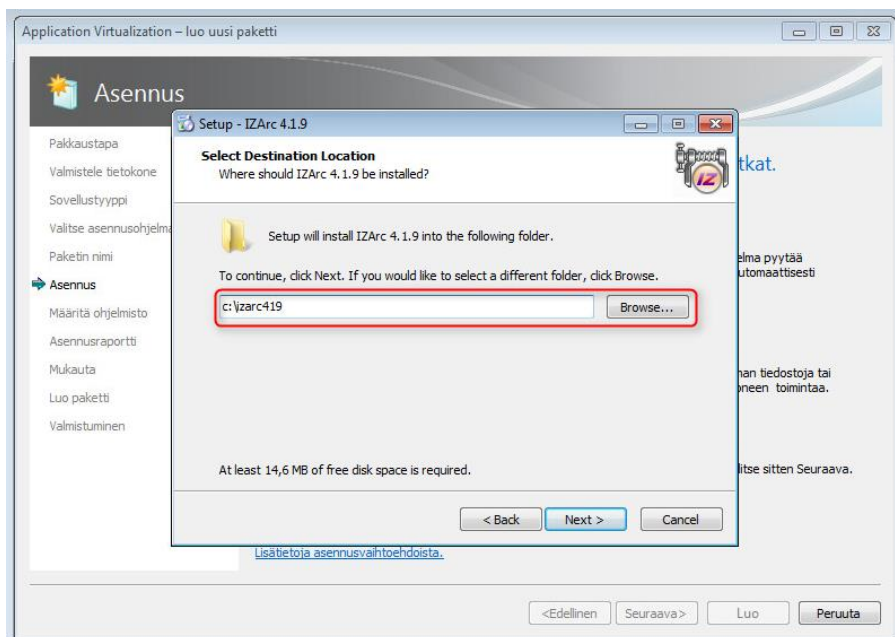 Application Virtualization – luo uusi paketti
Asennus
Pakkaustapa
Valmistele tietokone
Sovellustyyppi
Valitse asennusohjelma
Paketin nimi
Asennus
Määritä ohjelmisto
Asennusraportti
Mukauta
Luo paketti
Valmistuminen
Setup - IZArc 4.1.9
Select Destination Location
Where should IZArc 4.1.9 be installed?
IZ
Setup will install IZArc 4.1.9 into the following folder.
To continue, click Next. If you would like to select a different folder, click Browse.
c:\izarc419
Browse...
At least 14,6 MB of free disk space is required.
< Back
Next >
Cancel
tkat.
elma pyytää
utomaattisesti
nan tiedostoja tai
oneen toimintaa.
litse sitten Seuraava.
Lisätietoja asennusvaihtoehdoista.
<Edellinen
Seuraava>
Luo
Peruuta